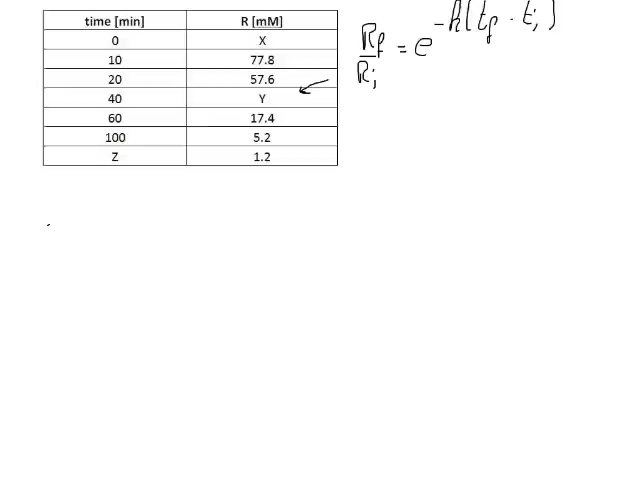 time [min] R [mM]
0 X
10 77.8
20 57.6
40 Y
60 17.4
100 5.2
Z 1.2
Rf/Ri = e^-k(tf - ti)